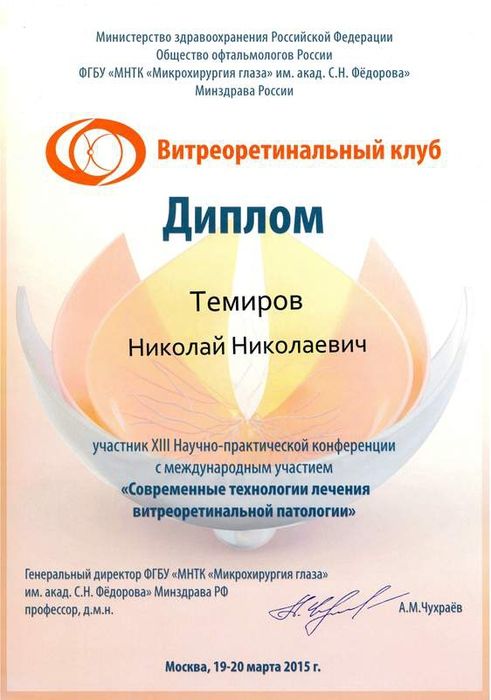 Министерство здравоохранения Российской Федерации
Общество офтальмологов России
ФГБУ «МНТК «Микрохирургия глаза» им. акад. С.Н. Фёдорова»
Минздрава России
Витреоретинальный клуб
Диплом
Темиров
Николай Николаевич
участник XIII Научно-практической конференции
с международным участием
«Современные технологии лечения
витреоретинальной патологии»
Генеральный директор ФГБУ «МНТК «Микрохирургия глаза»
им. акад. С.Н. Фёдорова» Минздрава РФ
профессор, д.м.н.
А.М.Чухраёв
Москва, 19-20 марта 2015 г.